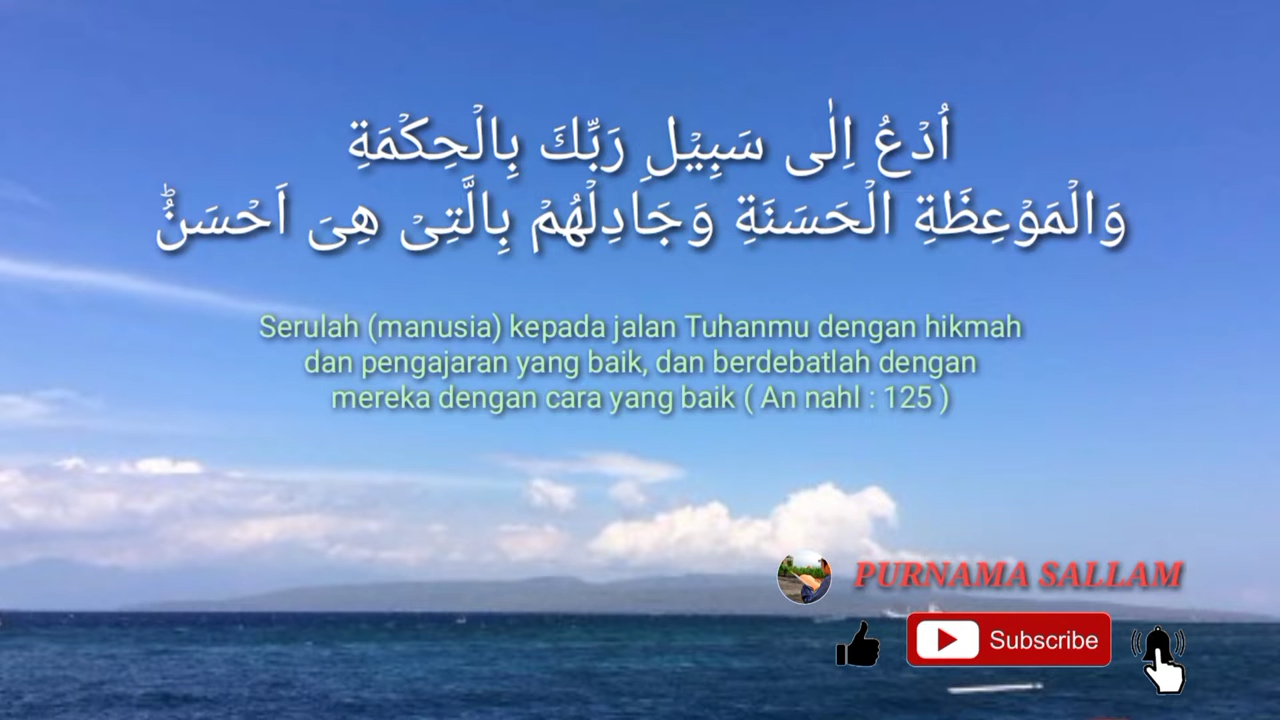 اُدْعُ اِلٰى سَبِيْلِ رَبِّكَ بِالْحِكْمَةِ
وَالْمَوْعِظَةِ الْحَسَنَةِ وَجَادِلْهُمْ بِالَّتِيْ هِىَ اَحْسَنُۗ
Serulah (manusia) kepada jalan Tuhanmu dengan hikmah
dan pengajaran yang baik, dan berdebatlah dengan
mereka dengan cara yang baik ( An nahl : 125 )
PURNAMA SALLAM
Subscribe